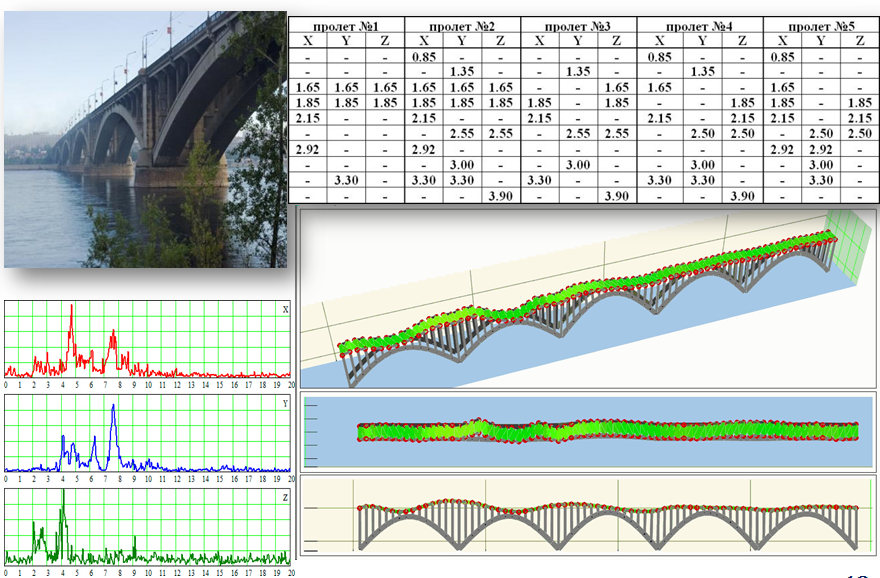 пролет №1 пролет №2 пролет №3 пролет №4 пролет №5
X Y Z X Y Z X Y Z X Y Z X Y Z
- - - 0.85 - - - - - 0.85 - - 0.85 - -
- - - - 1.35 - - 1.35 - - 1.35 - - - -
1.65 1.65 1.65 1.65 1.65 1.65 - - 1.65 1.65 - - 1.65 - -
1.85 1.85 1.85 1.85 1.85 1.85 1.85 - 1.85 - - 1.85 1.85 - 1.85
2.15 - - 2.15 - - 2.15 - - 2.15 - 2.15 2.15 - 2.15
- - - - 2.55 2.55 - 2.55 2.55 - 2.50 2.50 - 2.50 2.50
2.92 - - 2.92 - - - - - - - - 2.92 2.92 -
- - - - 3.00 - - 3.00 - - 3.00 - - 3.00 -
- 3.30 - 3.30 3.30 - 3.30 - - 3.30 3.30 - - 3.30 -
- - - - - 3.90 - - 3.90 - - 3.90 - - -
X
0 1 2 3 4 5 6 7 8 9 10 11 12 13 14 15 16 17 18 19 20
Y
0 1 2 3 4 5 6 7 8 9 10 11 12 13 14 15 16 17 18 19 20
Z
0 1 2 3 4 5 6 7 8 9 10 11 12 13 14 15 16 17 18 19 20